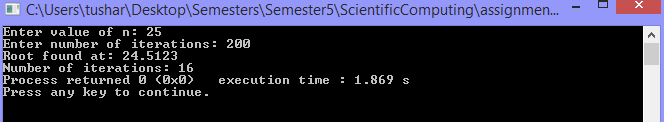 C:\Users\tushar\Desktop\Semesters\Semester5\ScientificComputing\assignmen...
Enter value of n: 25
Enter number of iterations: 200
Root found at: 24.5123
Number of iterations: 16
Process returned 0 (0x0)   execution time : 1.869 s
Press any key to continue.